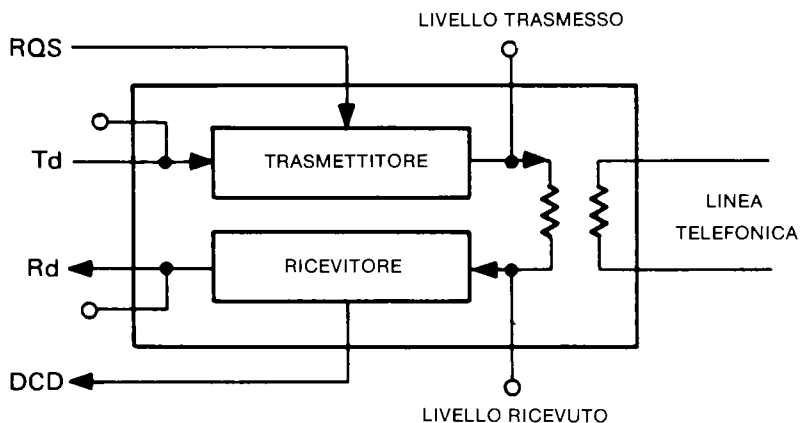 LIVELLO TRASMESSO
RQS
Td
TRASMETTITORE
LINEA
TELEFONICA
Rd
RICEVITORE
DCD
LIVELLO RICEVUTO